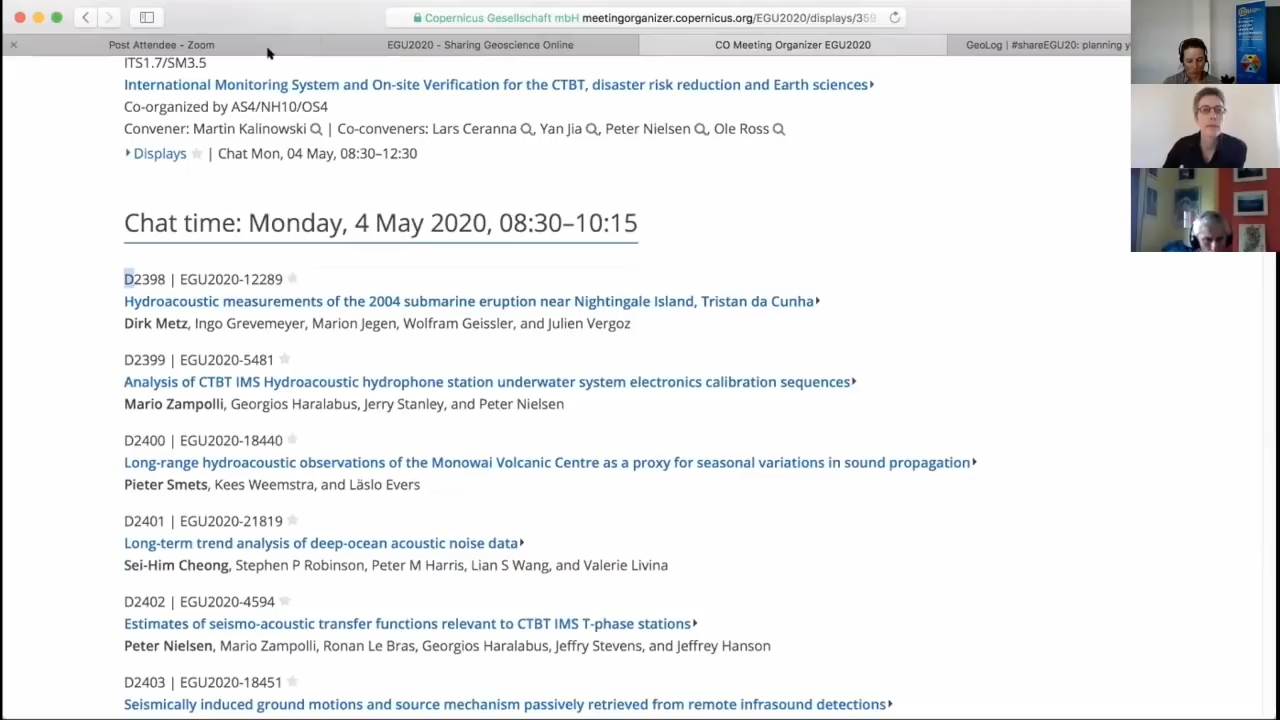 Copernicus Gesellschaft mbH meetingorganizer.copernicus.org/EGU2020/displays/359
Post Attendee - Zoom
EGU2020 - Sharing Geoscience Online
CO Meeting Organizer EGU2020
GeoLog | #shareEGU20: planning y
ITS1.7/SM3.5
International Monitoring System and On-site Verification for the CTBT, disaster risk reduction and Earth sciences
Co-organized by AS4/NH10/OS4
Convener: Martin Kalinowski | Co-conveners: Lars Ceranna, Yan Jia, Peter Nielsen, Ole Ross
Displays | Chat Mon, 04 May, 08:30–12:30
Chat time: Monday, 4 May 2020, 08:30–10:15
D2398 | EGU2020-12289
Hydroacoustic measurements of the 2004 submarine eruption near Nightingale Island, Tristan da Cunha
Dirk Metz, Ingo Grevemeyer, Marion Jegen, Wolfram Geissler, and Julien Vergoz
D2399 | EGU2020-5481
Analysis of CTBT IMS Hydroacoustic hydrophone station underwater system electronics calibration sequences
Mario Zampolli, Georgios Haralabus, Jerry Stanley, and Peter Nielsen
D2400 | EGU2020-18440
Long-range hydroacoustic observations of the Monowai Volcanic Centre as a proxy for seasonal variations in sound propagation
Pieter Smets, Kees Weemstra, and Läslo Evers
D2401 | EGU2020-21819
Long-term trend analysis of deep-ocean acoustic noise data
Sei-Him Cheong, Stephen P Robinson, Peter M Harris, Lian S Wang, and Valerie Livina
D2402 | EGU2020-4594
Estimates of seismo-acoustic transfer functions relevant to CTBT IMS T-phase stations
Peter Nielsen, Mario Zampolli, Ronan Le Bras, Georgios Haralabus, Jeffry Stevens, and Jeffrey Hanson
D2403 | EGU2020-18451
Seismically induced ground motions and source mechanism passively retrieved from remote infrasound detections